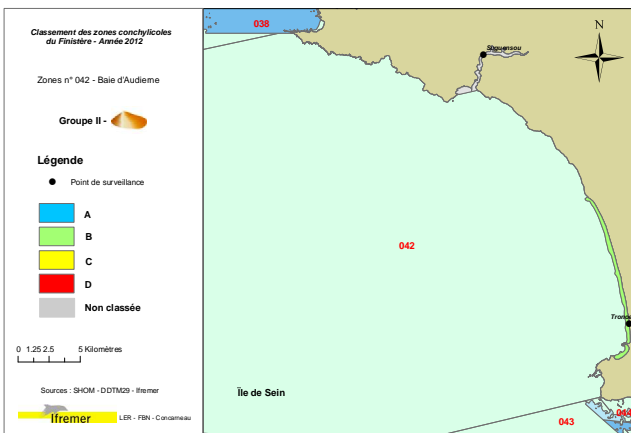 Classement des zones conchylicoles
du Finistère - Année 2012
Zones n° 042 - Baie d'Audierne
Groupe II -
Légende
Point de surveillance
A
B
C
D
Non classée
0 1.25 2.5 5 Kilomètres
Sources : SHOM - DDTM29 - Ifremer
Ifremer
LER - FBN - Concarneau
038
N
Suguensou
042
Île de Sein
043
044